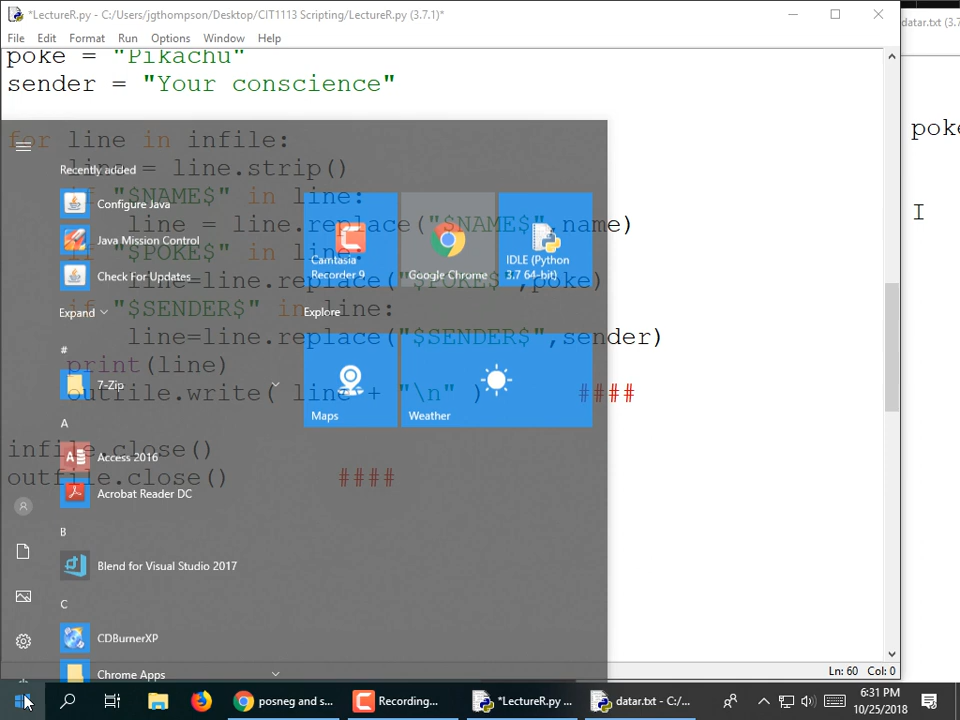 *LectureR.py - C:/Users/jgthompson/Desktop/CIT1113 Scripting/LectureR.py (3.7.1)*
datar.txt (3.7
File Edit Format Run Options Window Help
poke = "Pikachu"
sender = "Your conscience"
poke
for line in infile:
line = line.strip()
if "$NAME$" in line:
line = line.replace("$NAME$",name)
if "$POKE$" in line:
line=line.replace("$POKE$",poke)
if "$SENDER$" in line:
line=line.replace("$SENDER$",sender)
print(line)
outfile.write( line + "\n" ) ####
infile.close()
outfile.close() ####
Recently added
Configure Java
Java Mission Control
Check For Updates
Expand
#
7-Zip
A
Access 2016
Acrobat Reader DC
B
Blend for Visual Studio 2017
C
CDBurnerXP
Chrome Apps
Camtasia
Recorder 9
Google Chrome
IDLE (Python
3.7 64-bit)
Explore
Maps
Weather
Ln: 60 Col: 0
posneg and s...
Recording...
*LectureR.py ...
datar.txt - C:/...
6:31 PM
10/25/2018